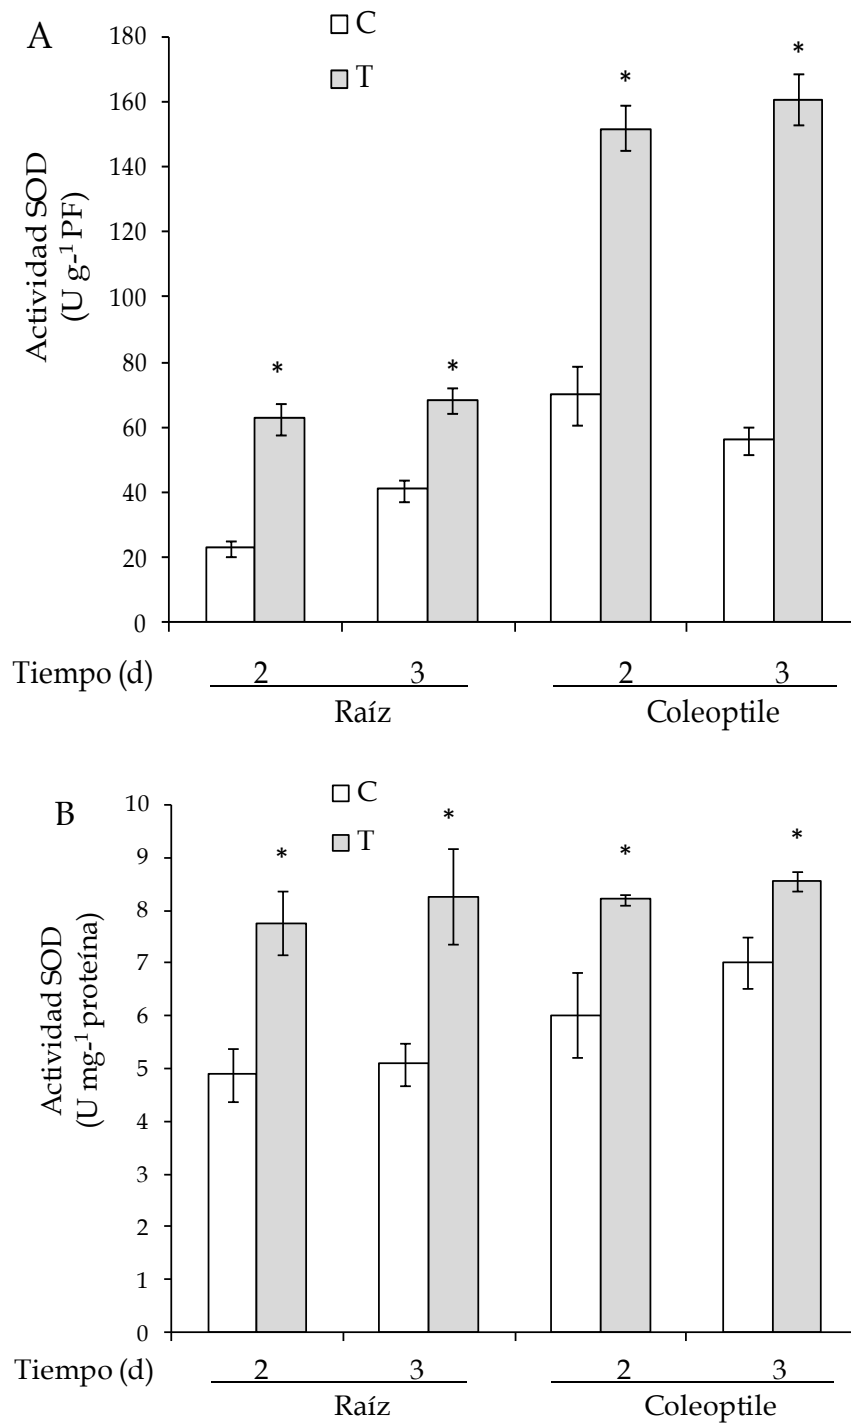 A
C
T
180
160
140
120
100
80
60
40
20
0
Actividad SOD
(U g-1 PF)
*
*
*
*
Tiempo (d)
2
3
2
3
Raíz
Coleoptile
B
C
T
10
9
8
7
6
5
4
3
2
1
0
Actividad SOD
(U mg-1 proteína)
*
*
*
*
Tiempo (d)
2
3
2
3
Raíz
Coleoptile